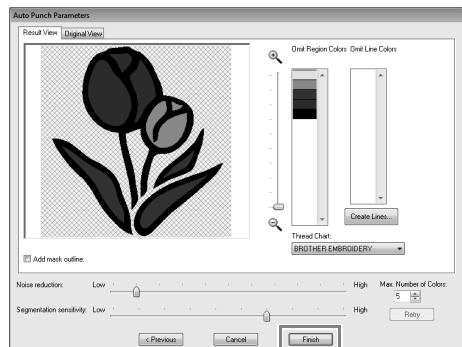 Auto Punch Parameters
Result View Original View
Omit Region Colors Omit Line Colors
Create Lines...
Thread Chart:
BROTHER EMBROIDERY
Add mask outline.
Noise reduction: Low High Max. Number of Colors:
5
Segmentation sensitivity: Low High Retry
< Previous Cancel Finish